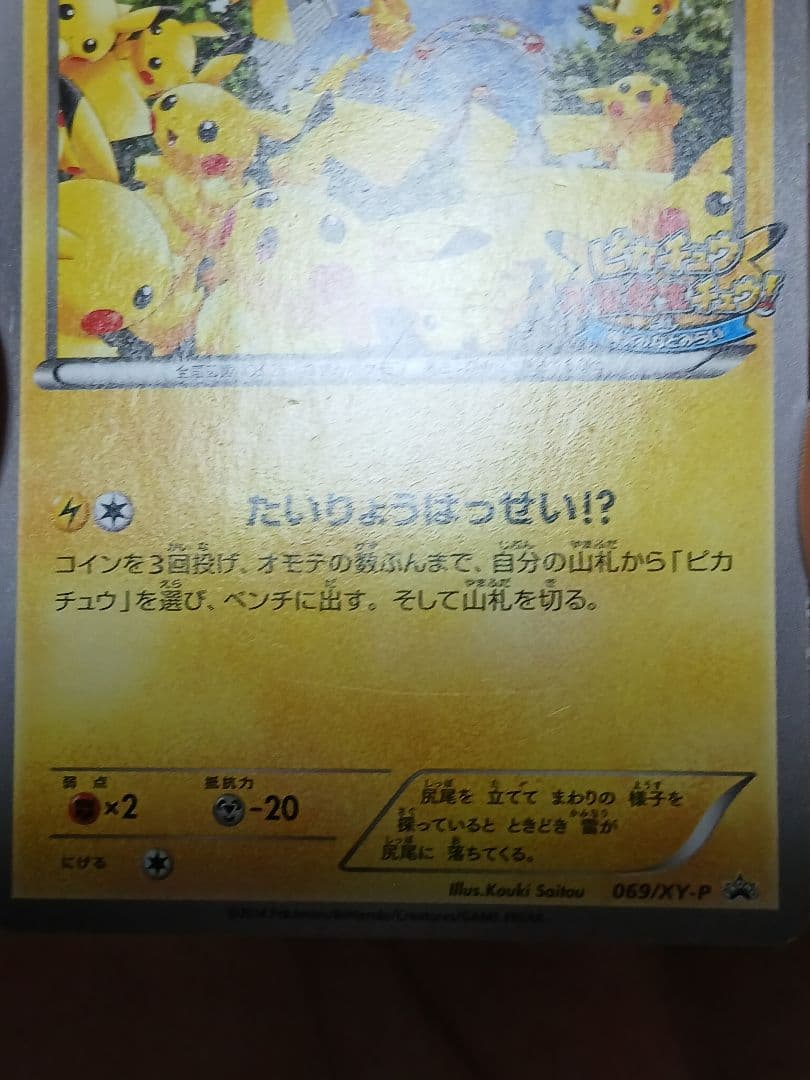 ピカチュウ
大量発生チュウ!
たいりょうはっせい!?
コインを3回投げ、オモテの数ぶんまで、自分の山札から「ピカ
チュウ」を選び、ベンチに出す。そして山札を切る。
弱点
抵抗力
×2
-20
にげる
尻尾を 立てて まわりの 様子を
探っていると ときどき 雷が
尻尾に 落ちてくる。
Illus.Kouki Saitou
069/XY-P
©2014 Pokémon/Nintendo/Creatures/GAME FREAK